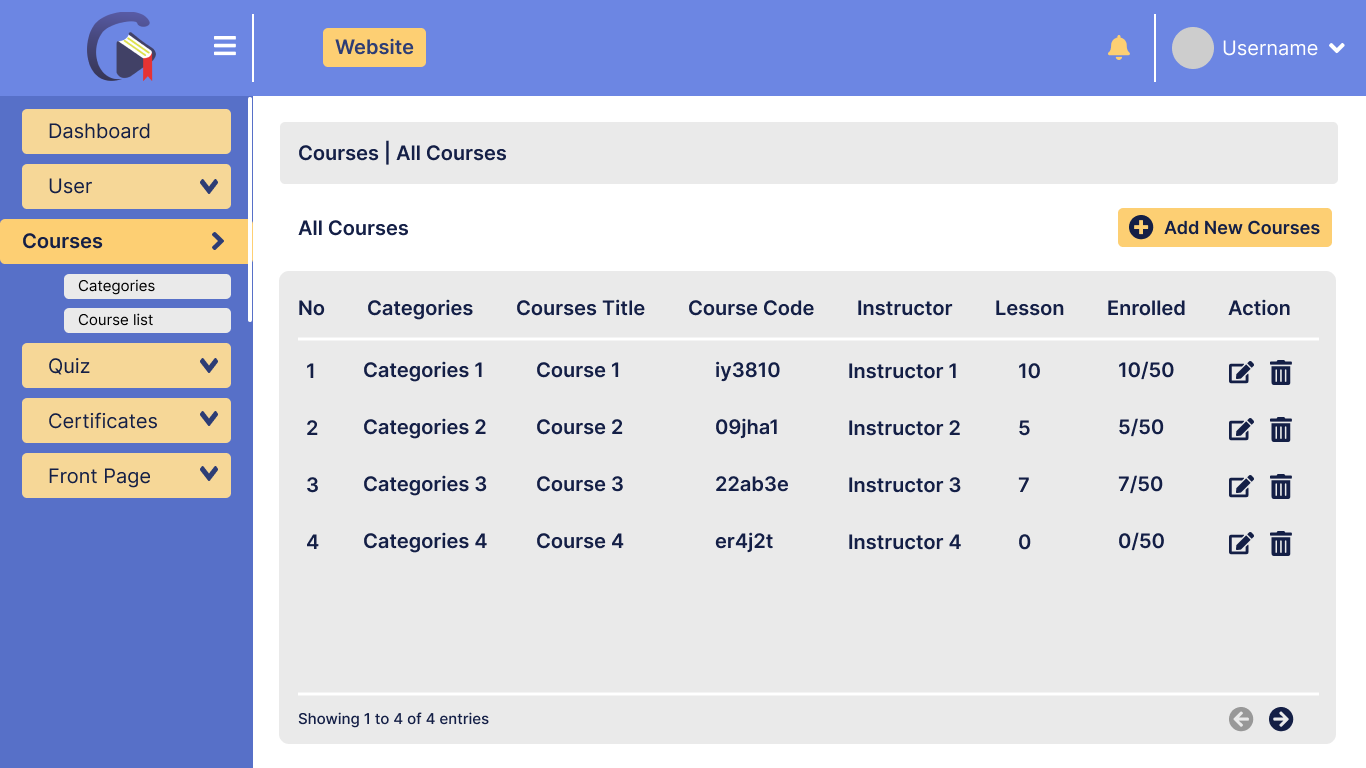 Website
Username
Dashboard
User
Courses
Categories
Course list
Quiz
Certificates
Front Page
Courses | All Courses
All Courses
Add New Courses
No Categories Courses Title Course Code Instructor Lesson Enrolled Action
1 Categories 1 Course 1 iy3810 Instructor 1 10 10/50
2 Categories 2 Course 2 09jha1 Instructor 2 5 5/50
3 Categories 3 Course 3 22ab3e Instructor 3 7 7/50
4 Categories 4 Course 4 er4j2t Instructor 4 0 0/50
Showing 1 to 4 of 4 entries